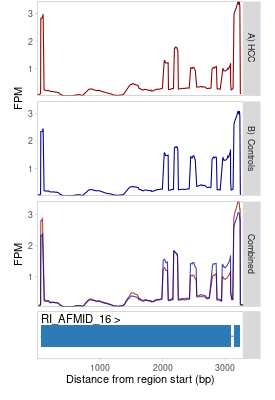 3
2
1
FPM
A) HCC
3
2
1
FPM
B) Controls
3
2
1
FPM
Combined
RI_AFMID_16 >
1000 2000 3000
Distance from region start (bp)